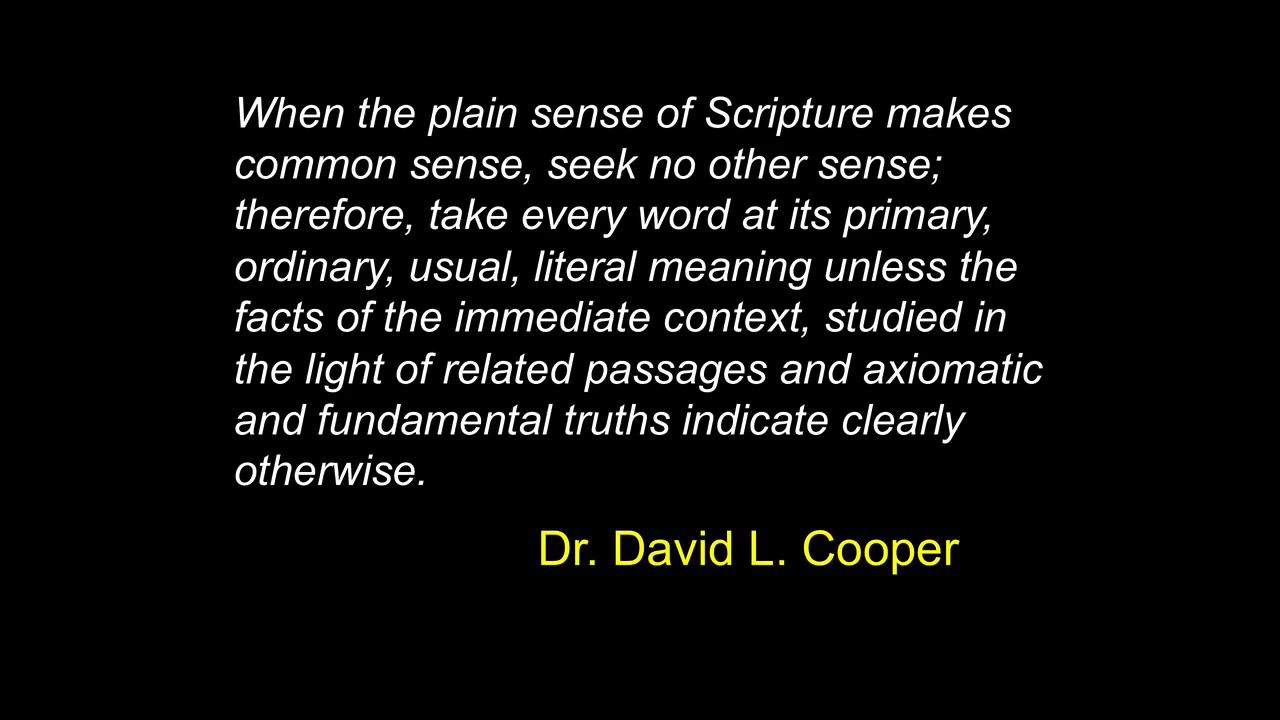 When the plain sense of Scripture makes
common sense, seek no other sense;
therefore, take every word at its primary,
ordinary, usual, literal meaning unless the
facts of the immediate context, studied in
the light of related passages and axiomatic
and fundamental truths indicate clearly
otherwise.
Dr. David L. Cooper